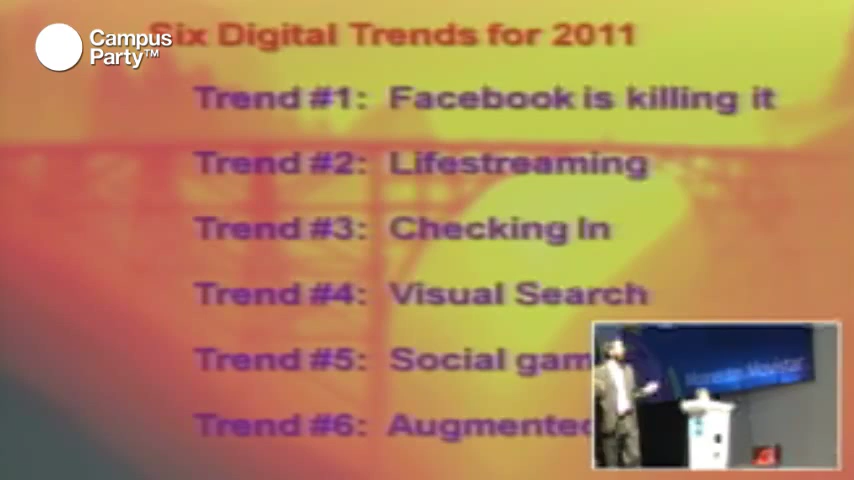 Campus
Party™
Six Digital Trends for 2011
Trend #1: Facebook is killing it
Trend #2: Lifestreaming
Trend #3: Checking In
Trend #4: Visual Search
Trend #5: Social gam
Trend #6: Augmented
Movistar